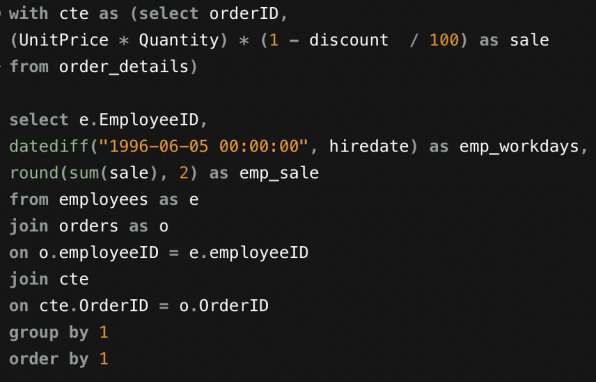 with cte as (select orderID,
(UnitPrice * Quantity) * (1 - discount  / 100) as sale
from order_details)
select e.EmployeeID,
datediff("1996-06-05 00:00:00", hiredate) as emp_workdays,
round(sum(sale), 2) as emp_sale
from employees as e
join orders as o
on o.employeeID = e.employeeID
join cte
on cte.OrderID = o.OrderID
group by 1
order by 1